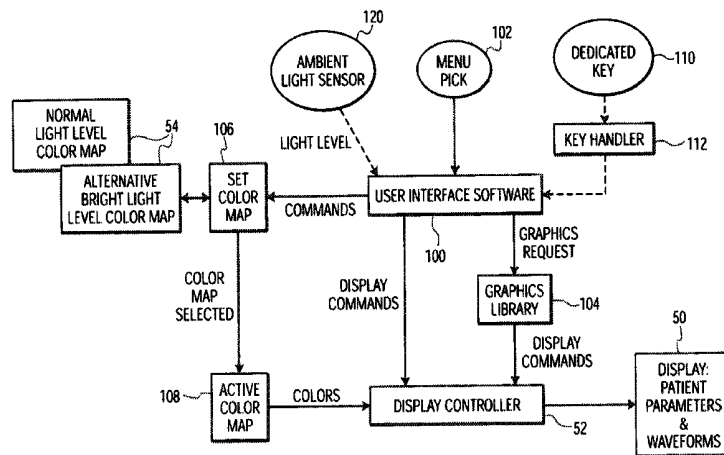 120
AMBIENT
LIGHT SENSOR
102
MENU
PICK
DEDICATED
KEY
110
NORMAL
LIGHT LEVEL
COLOR MAP
54
ALTERNATIVE
BRIGHT LIGHT
LEVEL COLOR MAP
106
SET
COLOR
MAP
LIGHT LEVEL
KEY HANDLER
112
COMMANDS
USER INTERFACE SOFTWARE
100
GRAPHICS
REQUEST
COLOR
MAP
SELECTED
DISPLAY
COMMANDS
GRAPHICS
LIBRARY
104
DISPLAY
COMMANDS
50
DISPLAY:
PATIENT
PARAMETERS
&
WAVEFORMS
108
ACTIVE
COLOR
MAP
COLORS
DISPLAY CONTROLLER
52